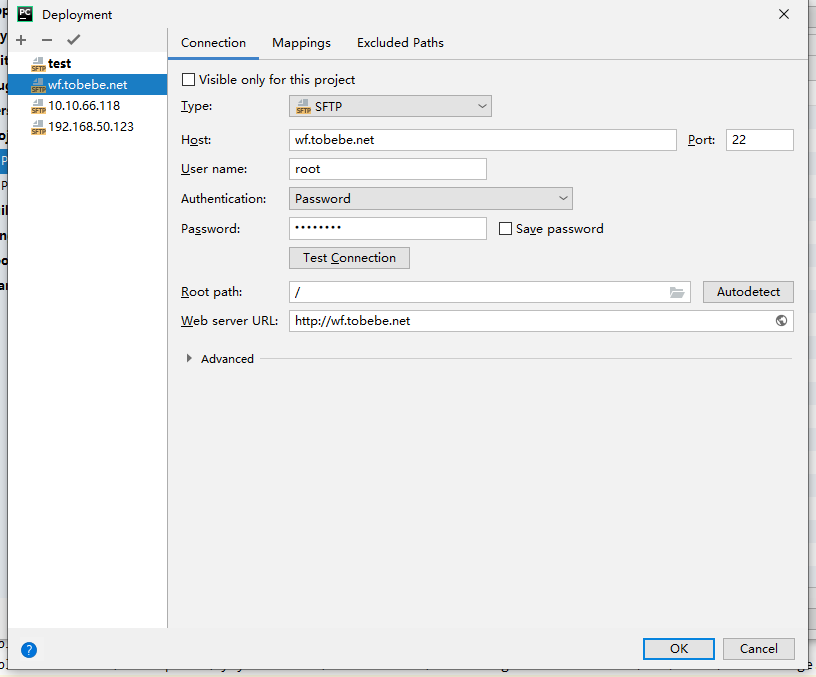 PC Deployment
Connection Mappings Excluded Paths
SFTP test
SFTP wf.tobebe.net
SFTP 10.10.66.118
SFTP 192.168.50.123
Visible only for this project
Type: SFTP SFTP
Host: wf.tobebe.net Port: 22
User name: root
Authentication: Password
Password: •••••••• Save password
Test Connection
Root path: / Autodetect
Web server URL: http://wf.tobebe.net
Advanced
? OK Cancel